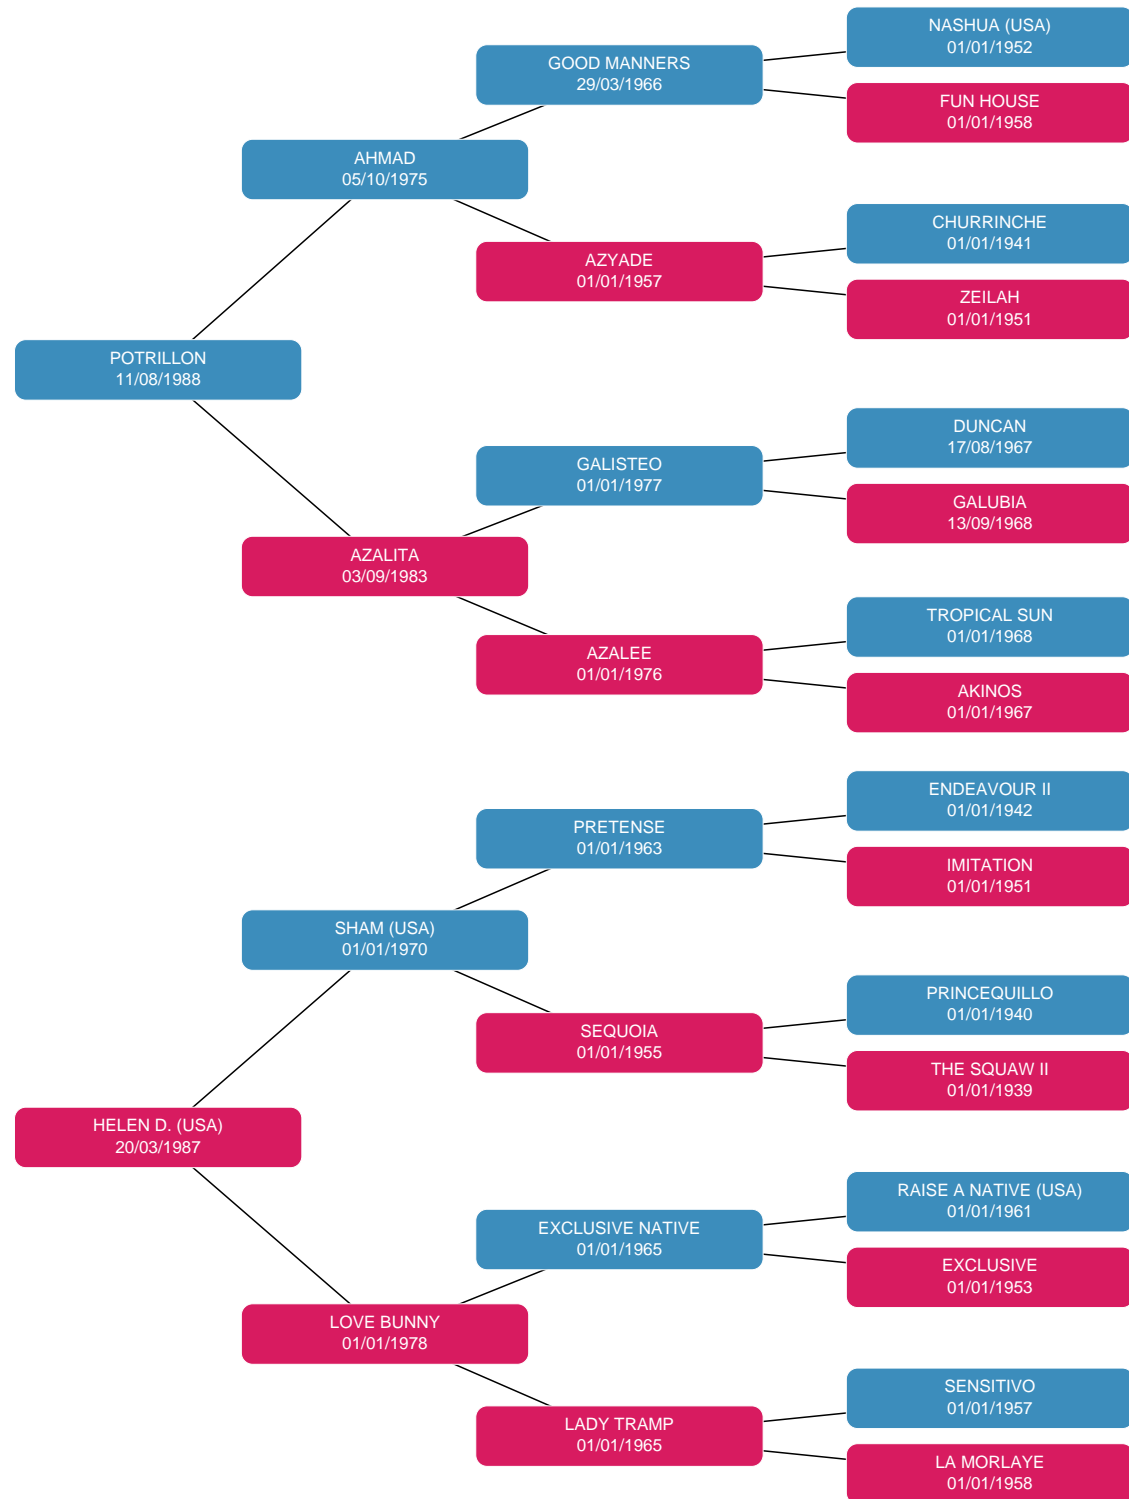 NASHUA (USA)
01/01/1952
GOOD MANNERS
29/03/1966
FUN HOUSE
01/01/1958
AHMAD
05/10/1975
CHURRINCHE
01/01/1941
AZYADE
01/01/1957
ZEILAH
01/01/1951
POTRILLON
11/08/1988
DUNCAN
17/08/1967
GALISTEO
01/01/1977
GALUBIA
13/09/1968
AZALITA
03/09/1983
TROPICAL SUN
01/01/1968
AZALEE
01/01/1976
AKINOS
01/01/1967
ENDEAVOUR II
01/01/1942
PRETENSE
01/01/1963
IMITATION
01/01/1951
SHAM (USA)
01/01/1970
PRINCEQUILLO
01/01/1940
SEQUOIA
01/01/1955
THE SQUAW II
01/01/1939
HELEN D. (USA)
20/03/1987
RAISE A NATIVE (USA)
01/01/1961
EXCLUSIVE NATIVE
01/01/1965
EXCLUSIVE
01/01/1953
LOVE BUNNY
01/01/1978
SENSITIVO
01/01/1957
LADY TRAMP
01/01/1965
LA MORLAYE
01/01/1958